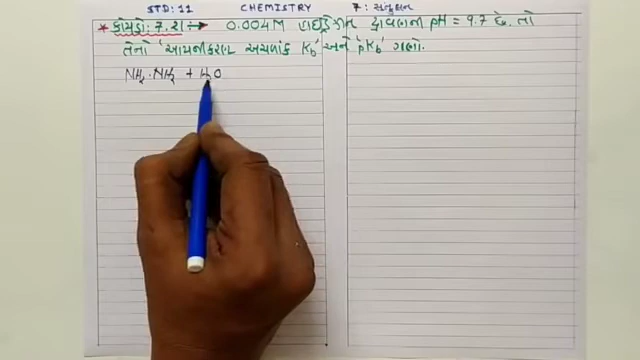 STD: 11 CHEMISTRY 7: સંતુલન
* કોયડો: 7.21 → 0.004M હાઇડ્રેઝીન દ્રાવણની pH = 9.7 છે. તો
તેનો 'આયનીકરણ અચળાંક Kb' અને 'pKb' ગણો.
NH₂.NH₂ + H₂O